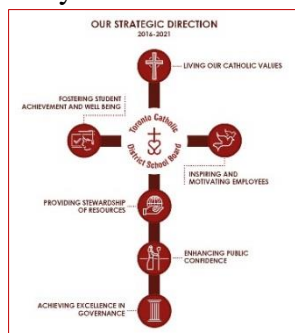 OUR STRATEGIC DIRECTION
2016-2021
LIVING OUR CATHOLIC VALUES
FOSTERING STUDENT
ACHIEVEMENT AND WELL BEING
Toronto Catholic
District School Board
INSPIRING AND
MOTIVATING EMPLOYEES
PROVIDING STEWARDSHIP
OF RESOURCES
ENHANCING PUBLIC
CONFIDENCE
ACHIEVING EXCELLENCE IN
GOVERNANCE